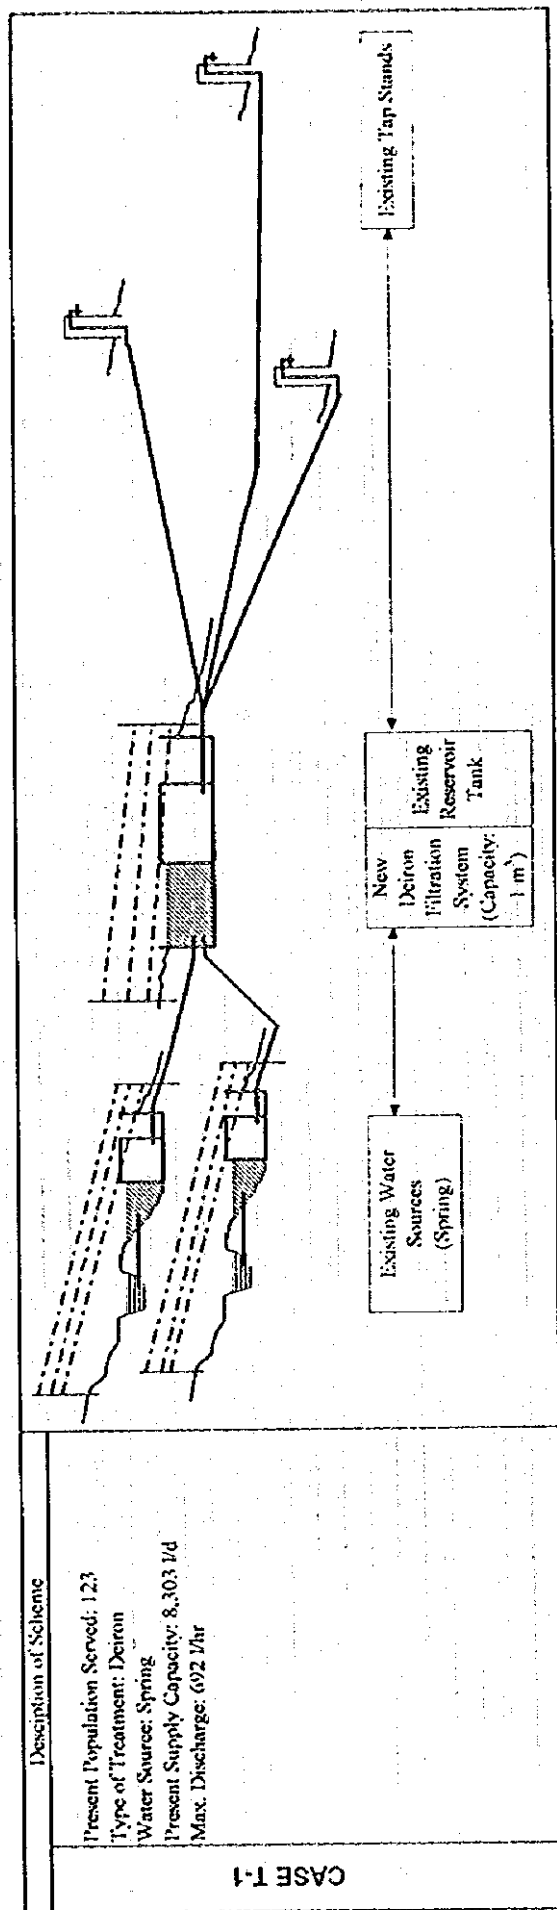 Desciption of Scheme
CASE T-1
Present Population Served: 123
Type of Treatment: Deiron
Water Source: Spring
Present Supply Capacity: 8,303 l/d
Max. Discharge: 692 l/hr
Existing Water
Sources
(Spring)
New
Deiron
Filtration
System
(Capacity:
1 m³)
Existing
Reservoir
Tank
Existing Tap Stands